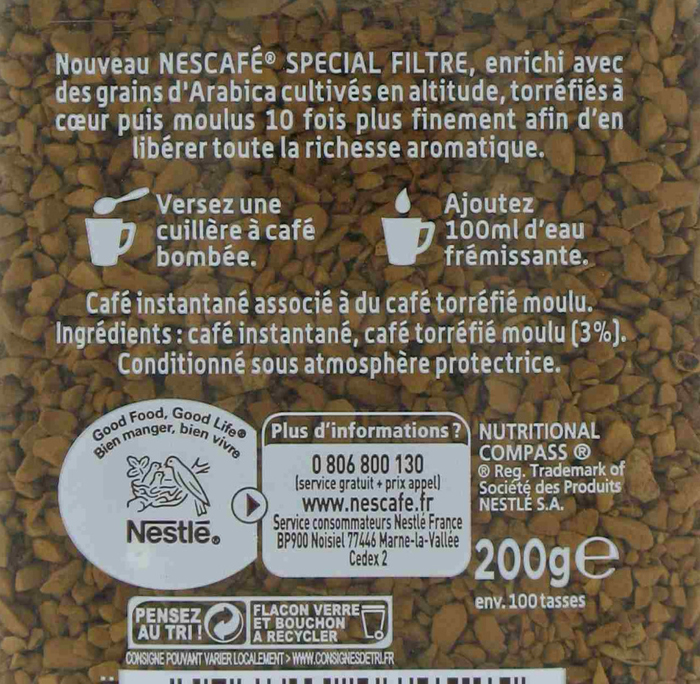 Nouveau NESCAFÉ® SPECIAL FILTRE, enrichi avec
des grains d'Arabica cultivés en altitude, torréfiés à
cœur puis moulus 10 fois plus finement afin d'en
libérer toute la richesse aromatique.
Versez une
cuillère à café
bombée.
Ajoutez
100ml d'eau
frémissante.
Café instantané associé à du café torréfié moulu.
Ingrédients : café instantané, café torréfié moulu (3%).
Conditionné sous atmosphère protectrice.
Good Food, Good Life®
Bien manger, bien vivre
Nestlé®
Plus d'informations ?
0 806 800 130
(service gratuit + prix appel)
www.nescafe.fr
Service consommateurs Nestlé France
BP900 Noisiel 77446 Marne-la-Vallée
Cedex 2
NUTRITIONAL
COMPASS ®
® Reg. Trademark of
Société des Produits
NESTLÉ S.A.
200g e
env. 100 tasses
PENSEZ
AU TRI !
FLACON VERRE
ET BOUCHON
À RECYCLER
CONSIGNE POUVANT VARIER LOCALEMENT > WWW.CONSIGNESDETRI.FR